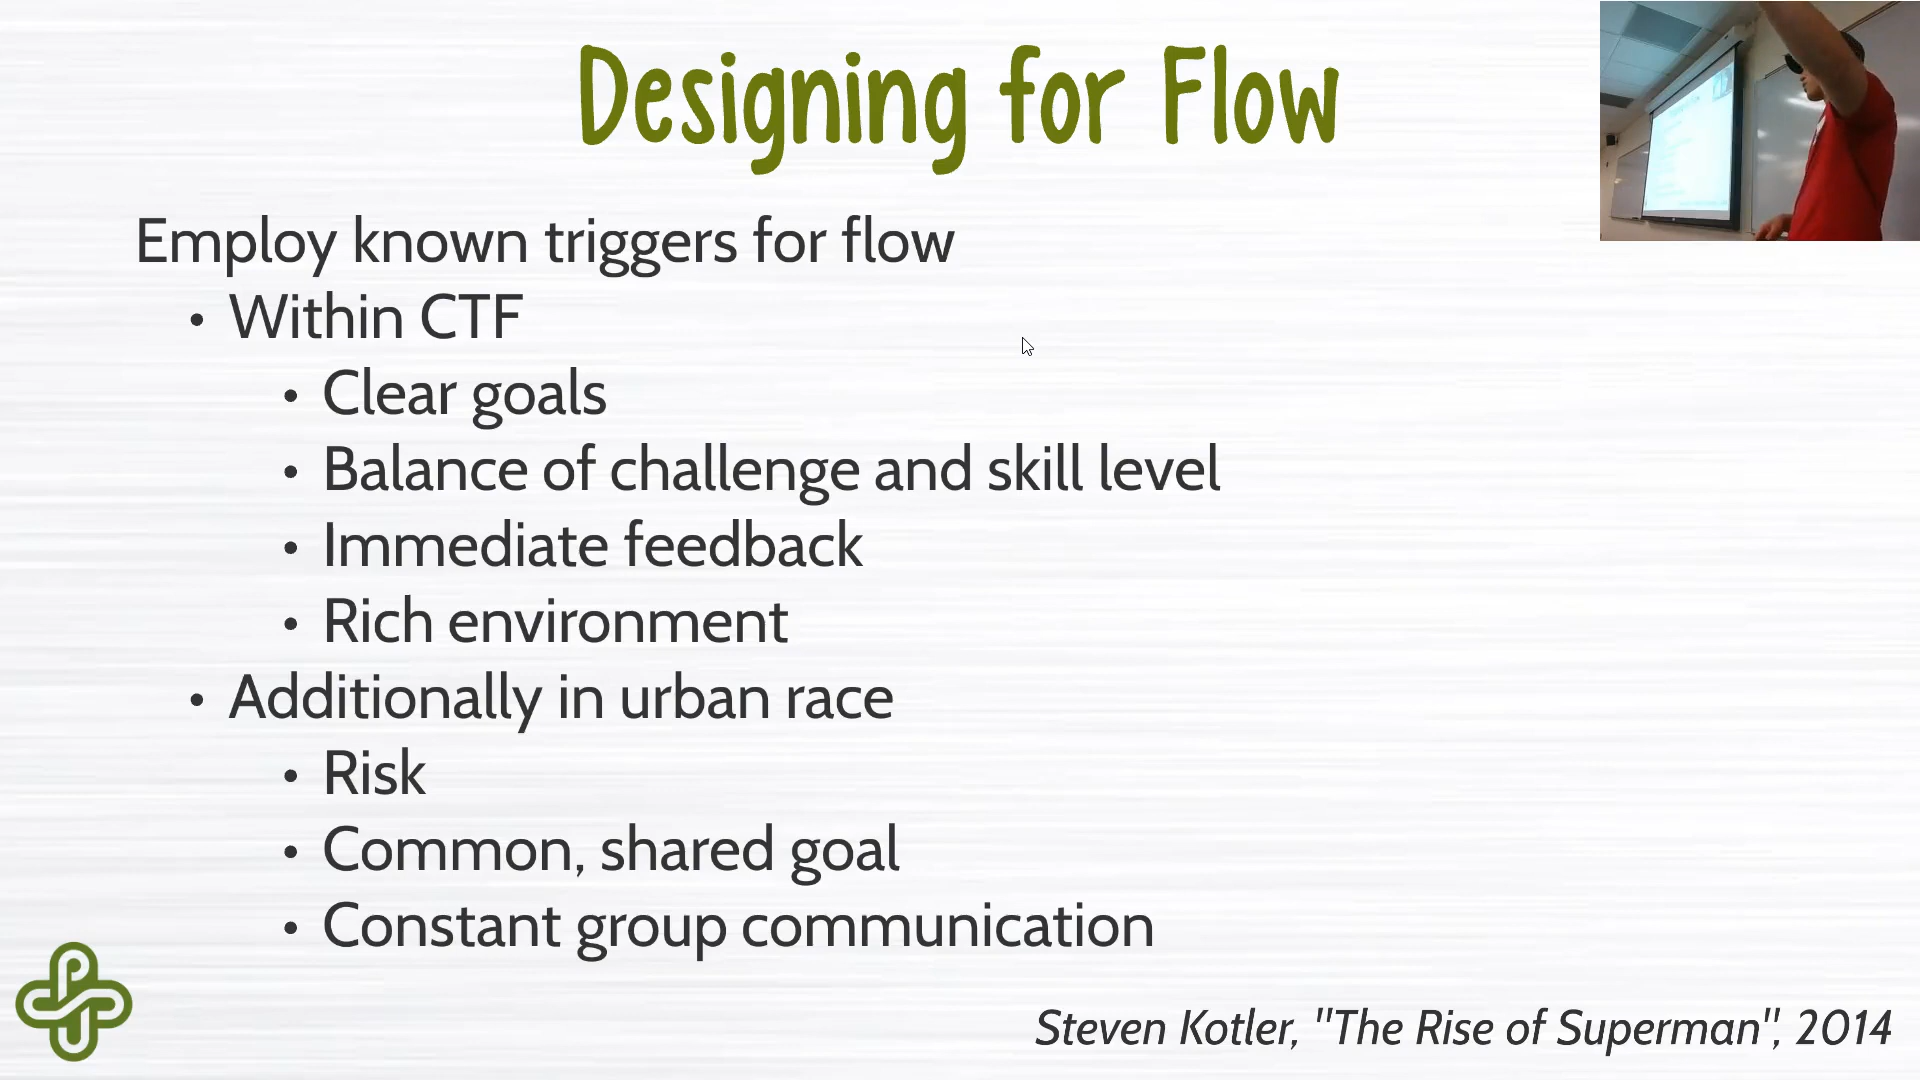 Designing for Flow
Employ known triggers for flow
• Within CTF
• Clear goals
• Balance of challenge and skill level
• Immediate feedback
• Rich environment
• Additionally in urban race
• Risk
• Common, shared goal
• Constant group communication
Steven Kotler, "The Rise of Superman", 2014